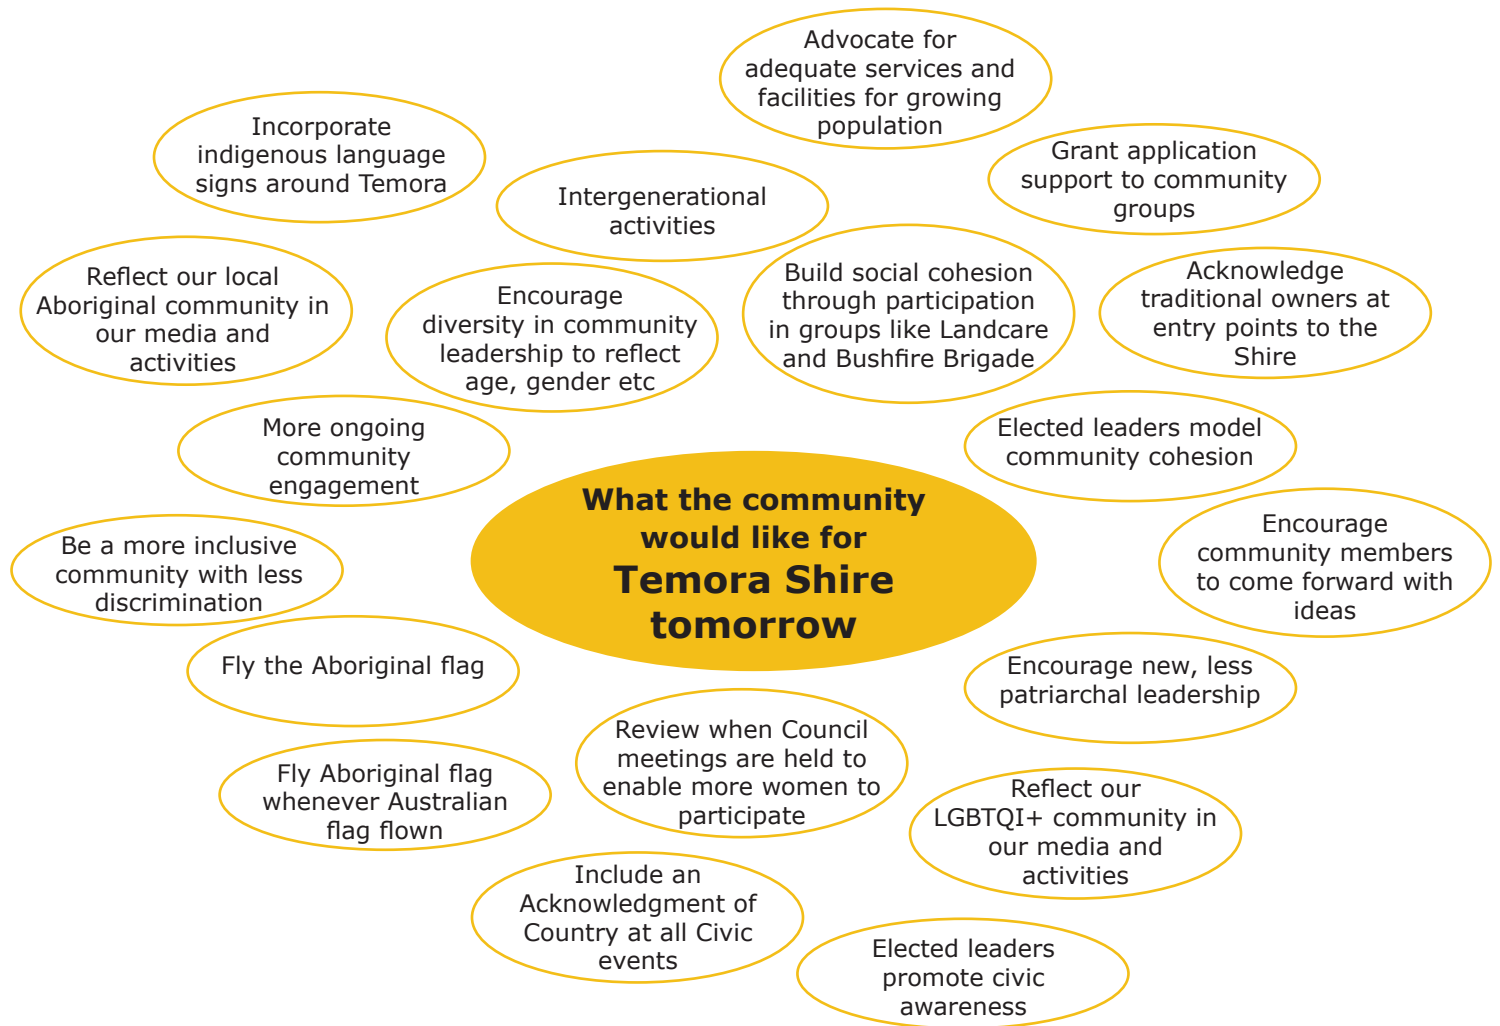 Advocate for
adequate services and
facilities for growing
population
Incorporate
indigenous language
signs around Temora
Grant application
support to community
groups
Intergenerational
activities
Reflect our local
Aboriginal community in
our media and
activities
Encourage
diversity in community
leadership to reflect
age, gender etc
Build social cohesion
through participation
in groups like Landcare
and Bushfire Brigade
Acknowledge
traditional owners at
entry points to the
Shire
More ongoing
community
engagement
Elected leaders model
community cohesion
What the community
would like for
Temora Shire
tomorrow
Encourage
community members
to come forward with
ideas
Be a more inclusive
community with less
discrimination
Fly the Aboriginal flag
Encourage new, less
patriarchal leadership
Review when Council
meetings are held to
enable more women to
participate
Fly Aboriginal flag
whenever Australian
flag flown
Reflect our
LGBTQI+ community in
our media and
activities
Include an
Acknowledgment of
Country at all Civic
events
Elected leaders
promote civic
awareness